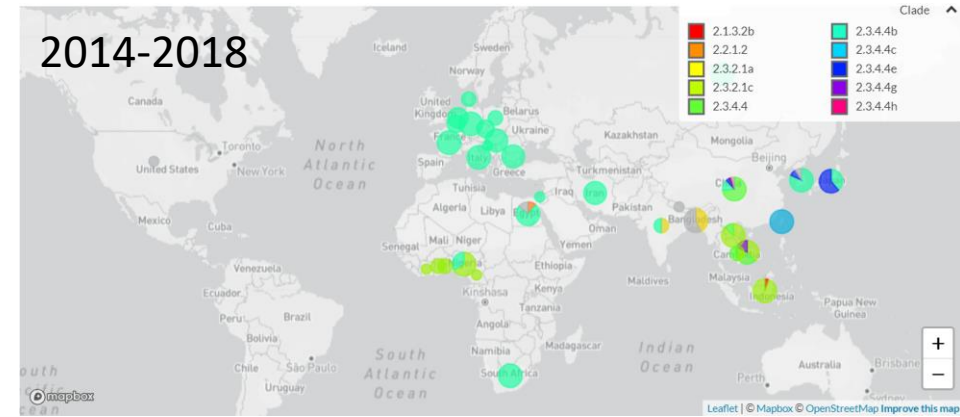 2014-2018
Clade
2.1.3.2b
2.2.1.2
2.3.2.1a
2.3.2.1c
2.3.4.4
2.3.4.4b
2.3.4.4c
2.3.4.4e
2.3.4.4g
2.3.4.4h
Iceland
Sweden
Norway
Canada
United
Kingdo
Belarus
Ukraine
Kazakhstan
Mongolia
Toronto
North
Atlantic
Ocean
Beijing
United States
New York
Spain
Italy
Greece
Turkmenistan
Tunisia
Iraq
Iran
Algeria
Libya
Pakistan
Bangladesh
Mexico
Cuba
Oman
Mali
Niger
Senegal
Yemen
Venezuela
Ethiopia
Maldives
Malaysia
Ecuador
Kinshasa
Kenya
Indonesia
Papua New
Guinea
Tanzania
Peru
Brazil
Angola
Bolivia
Namibia
Madagascar
Indian
Ocean
Chile
São Paulo
South
Atlantic
Ocean
South Africa
Australia
Brisbane
Perth
Uruguay
Sydney
+
−
mapbox
Leaflet | © Mapbox © OpenStreetMap Improve this map